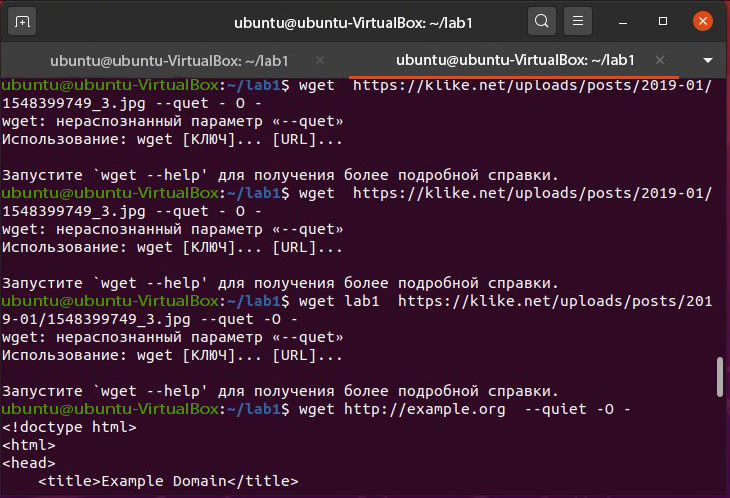 ubuntu@ubuntu-VirtualBox: ~/lab1
ubuntu@ubuntu-VirtualBox: ~/lab1
ubuntu@ubuntu-VirtualBox: ~/lab1
ubuntu@ubuntu-VirtualBox:~/lab1$ wget  https://klike.net/uploads/posts/2019-01/
1548399749_3.jpg --quet - O -
wget: нераспознанный параметр «--quet»
Использование: wget [КЛЮЧ]... [URL]...
Запустите `wget --help' для получения более подробной справки.
ubuntu@ubuntu-VirtualBox:~/lab1$ wget  https://klike.net/uploads/posts/2019-01/
1548399749_3.jpg --quet - O -
wget: нераспознанный параметр «--quet»
Использование: wget [КЛЮЧ]... [URL]...
Запустите `wget --help' для получения более подробной справки.
ubuntu@ubuntu-VirtualBox:~/lab1$ wget lab1  https://klike.net/uploads/posts/201
9-01/1548399749_3.jpg --quet -O -
wget: нераспознанный параметр «--quet»
Использование: wget [КЛЮЧ]... [URL]...
Запустите `wget --help' для получения более подробной справки.
ubuntu@ubuntu-VirtualBox:~/lab1$ wget http://example.org  --quiet -O -
<!doctype html>
<html>
<head>
    <title>Example Domain</title>